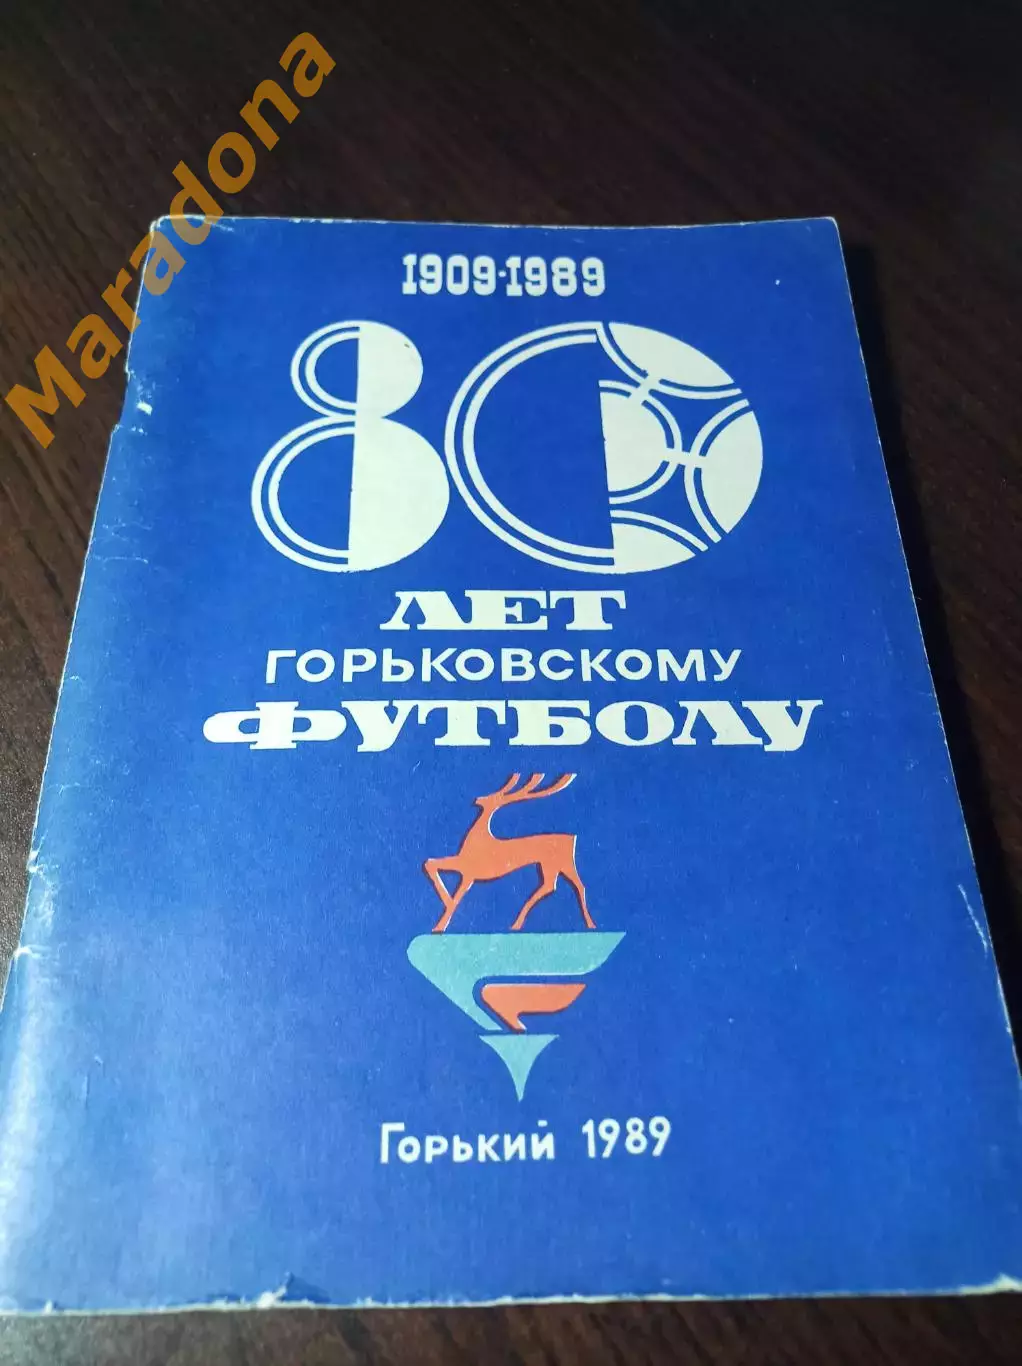 Maradona
1909·1989
80
ЛЕТ
ГОРЬКОВСКОМУ
ФУТБОЛУ
Горький 1989